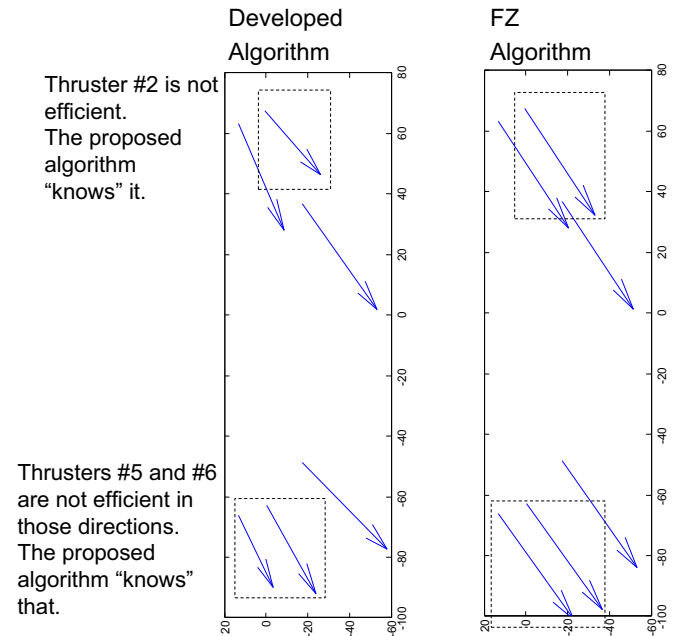 Developed
Algorithm
FZ
Algorithm
Thruster #2 is not
efficient.
The proposed
algorithm
“knows” it.
Thrusters #5 and #6
are not efficient in
those directions.
The proposed
algorithm “knows”
that.
80
60
40
20
0
-20
-40
-60
-80
-100
20
0
-20
-40
-60
80
60
40
20
0
-20
-40
-60
-80
-100
20
0
-20
-40
-60